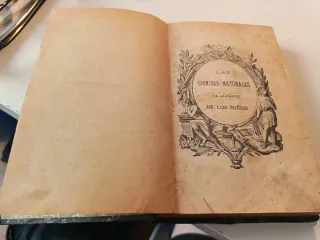 LAS
CIENCIAS NATURALES
AL ALCANCE
DE LOS NIÑOS